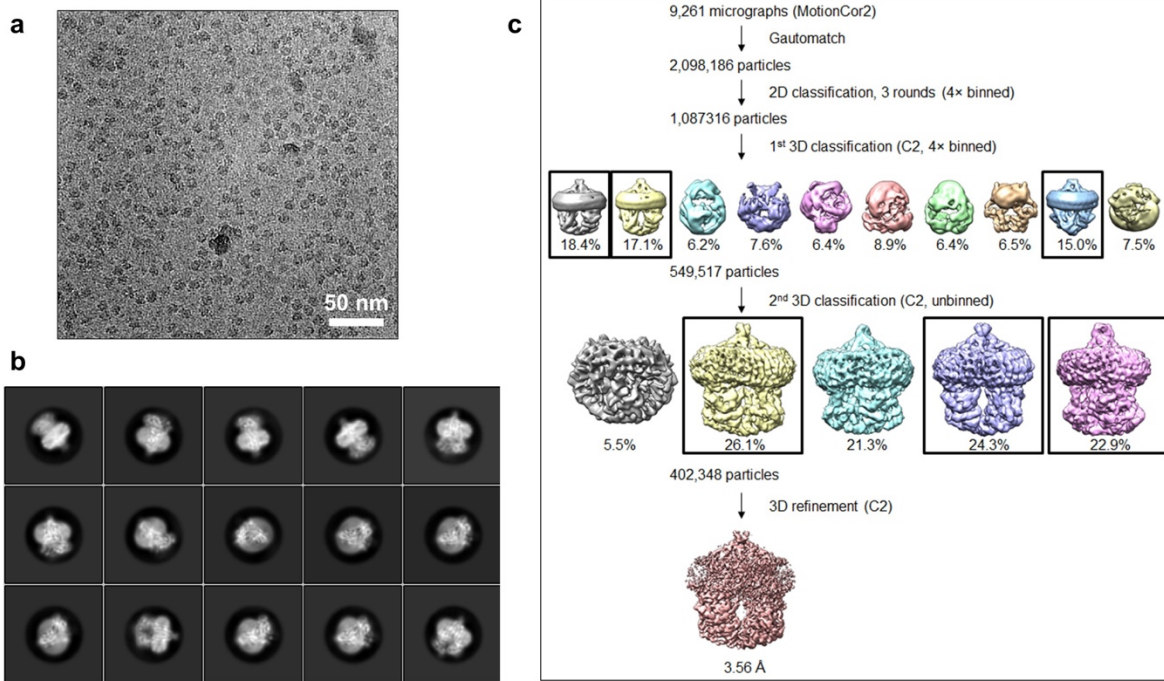 a
50 nm
b
c
9,261 micrographs (MotionCor2)
Gautomatch
2,098,186 particles
2D classification, 3 rounds (4× binned)
1,087316 particles
1st 3D classification (C2, 4× binned)
18.4% 17.1% 6.2% 7.6% 6.4% 8.9% 6.4% 6.5% 15.0% 7.5%
549,517 particles
2nd 3D classification (C2, unbinned)
5.5% 26.1% 21.3% 24.3% 22.9%
402,348 particles
3D refinement (C2)
3.56 Å